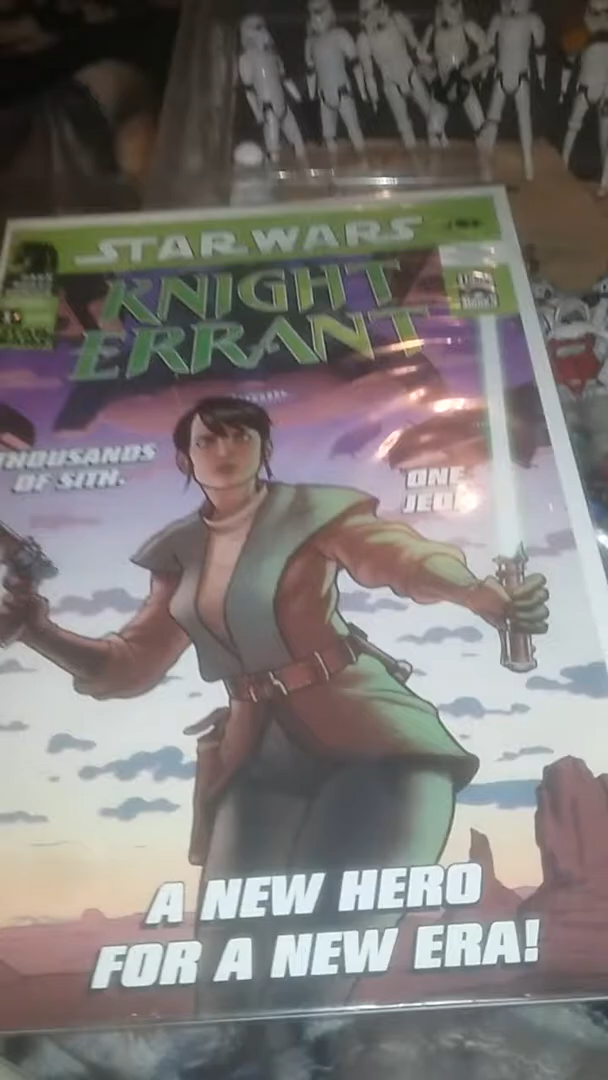 STAR WARS
KNIGHT
ERRANT
THOUSANDS
OF SITH.
ONE
JEDI
A NEW HERO
FOR A NEW ERA!